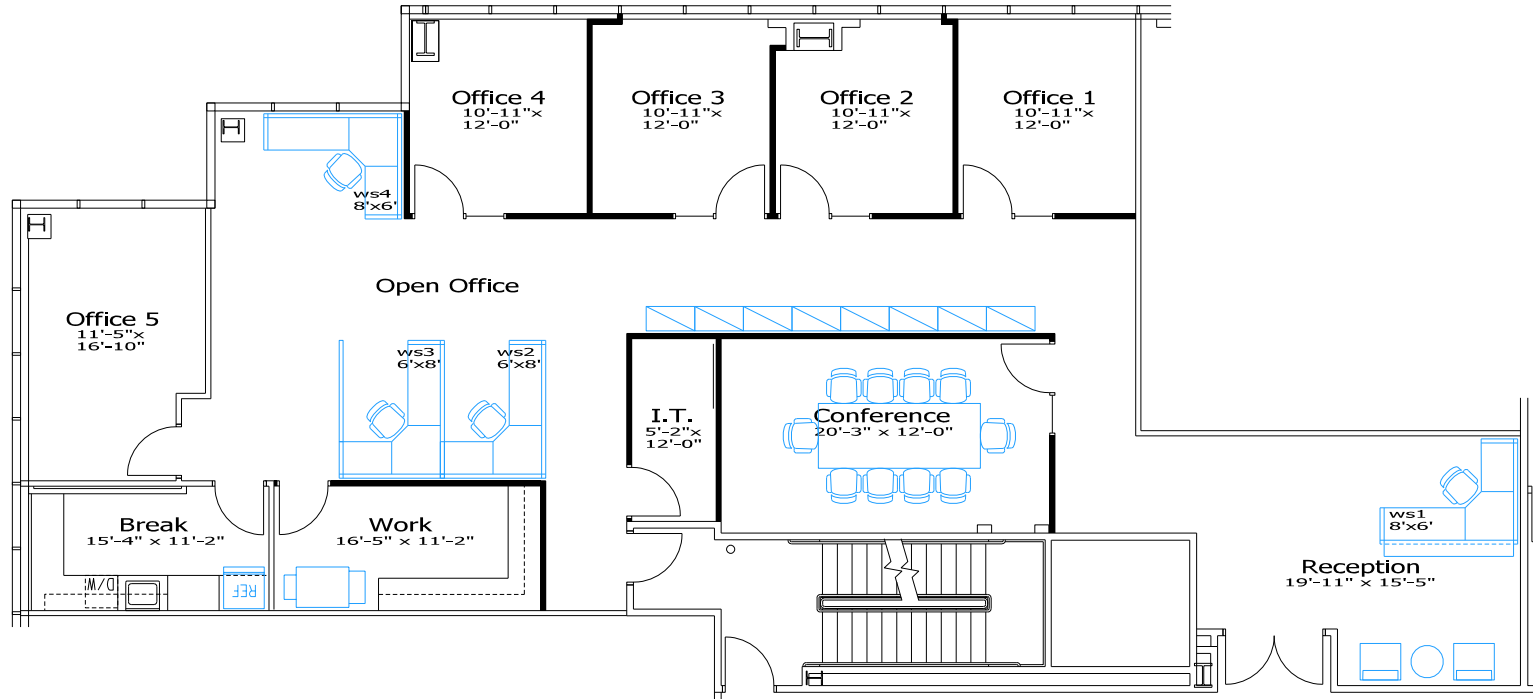 Office 4
10'-11"x
12'-0"
Office 3
10'-11"x
12'-0"
Office 2
10'-11"x
12'-0"
Office 1
10'-11"x
12'-0"
ws4
8'x6'
Open Office
Office 5
11'-5"x
16'-10"
ws3
6'x8'
ws2
6'x8'
I.T.
5'-2"x
12'-0"
Conference
20'-3" x 12'-0"
Break
15'-4" x 11'-2"
D/W
REF
Work
16'-5" x 11'-2"
ws1
8'x6'
Reception
19'-11" x 15'-5"